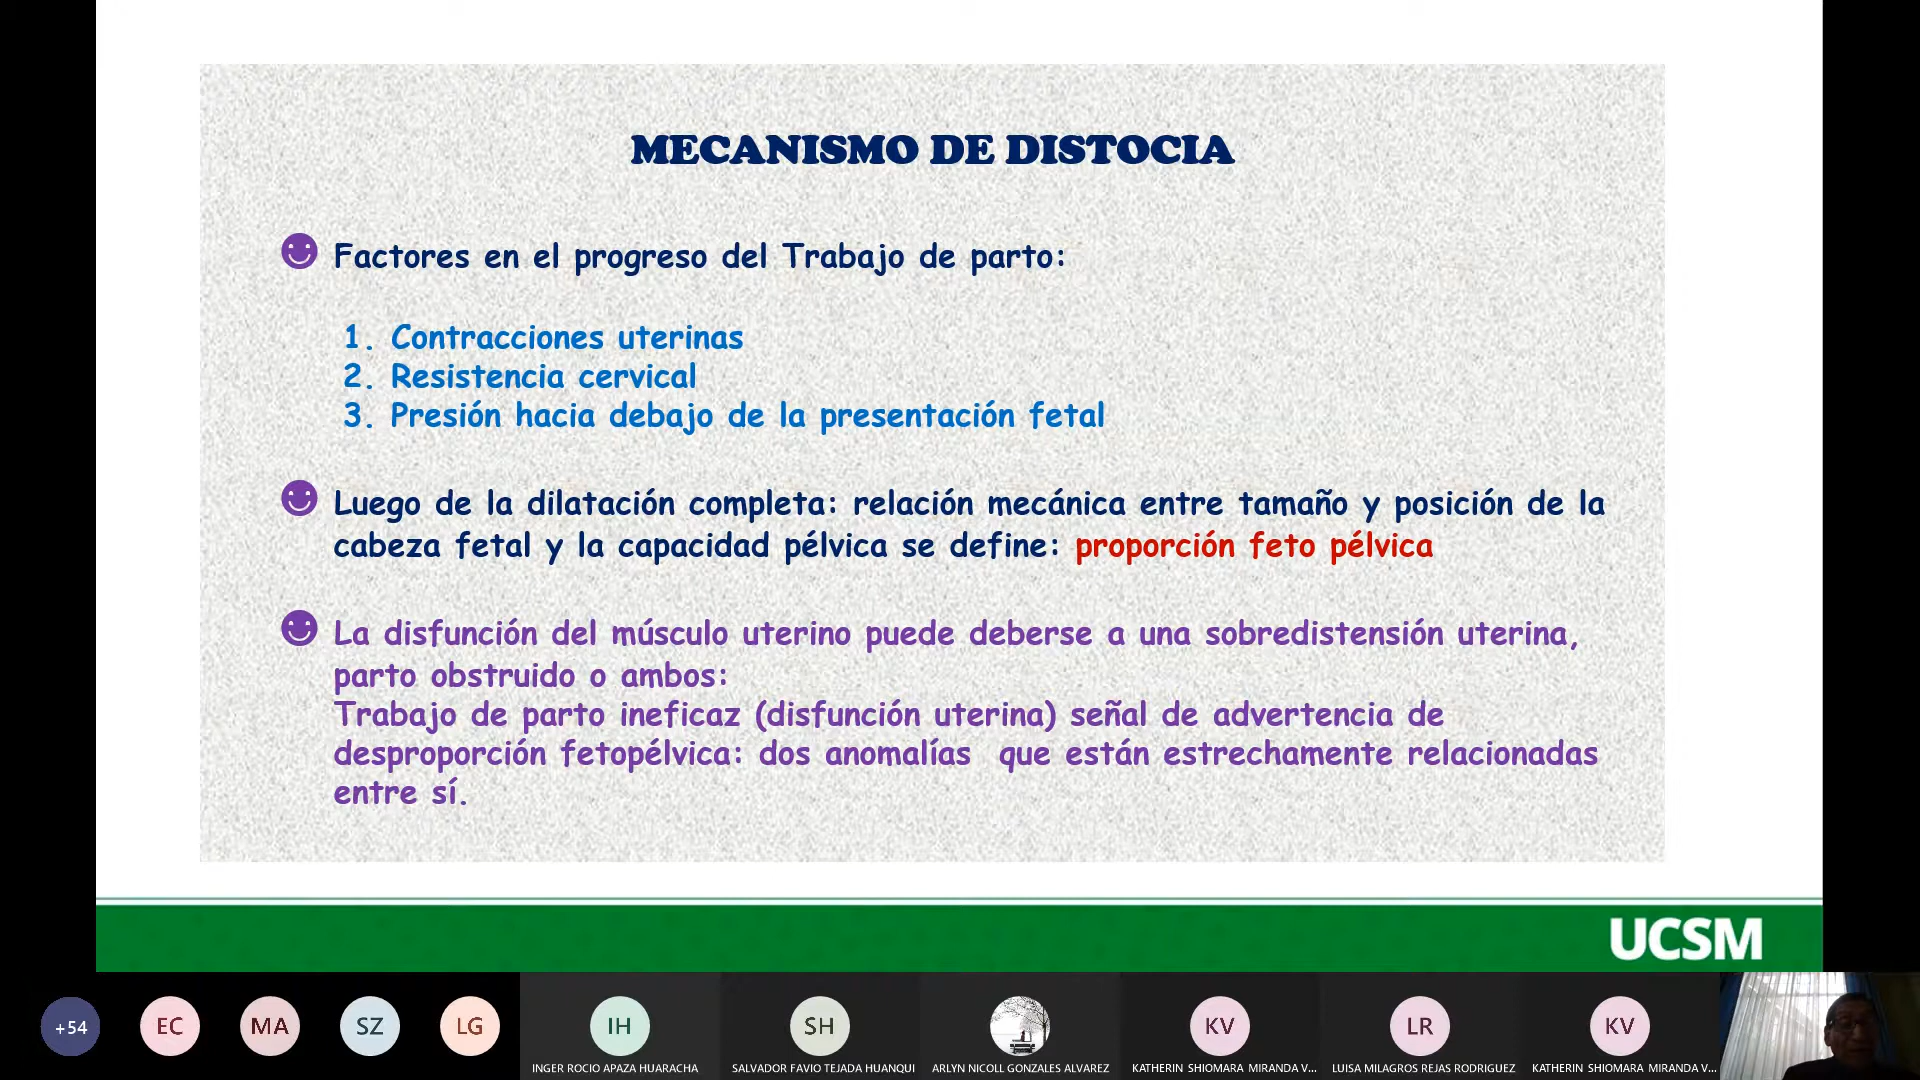 MECANISMO DE DISTOCIA
Factores en el progreso del Trabajo de parto:
1. Contracciones uterinas
2. Resistencia cervical
3. Presión hacia debajo de la presentación fetal
Luego de la dilatación completa: relación mecánica entre tamaño y posición de la
cabeza fetal y la capacidad pélvica se define: proporción feto pélvica
La disfunción del músculo uterino puede deberse a una sobredistensión uterina,
parto obstruido o ambos:
Trabajo de parto ineficaz (disfunción uterina) señal de advertencia de
desproporción fetopélvica: dos anomalías que están estrechamente relacionadas
entre sí.
UCSM
+54
EC
MA
SZ
LG
IH
SH
KV
LR
KV
INGER ROCIO APAZA HUARACHA
SALVADOR FAVIO TEJADA HUANQUI
ARLYN NICOLL GONZALES ALVAREZ
KATHERIN SHIOMARA MIRANDA V...
LUISA MILAGROS REJAS RODRIGUEZ
KATHERIN SHIOMARA MIRANDA V...